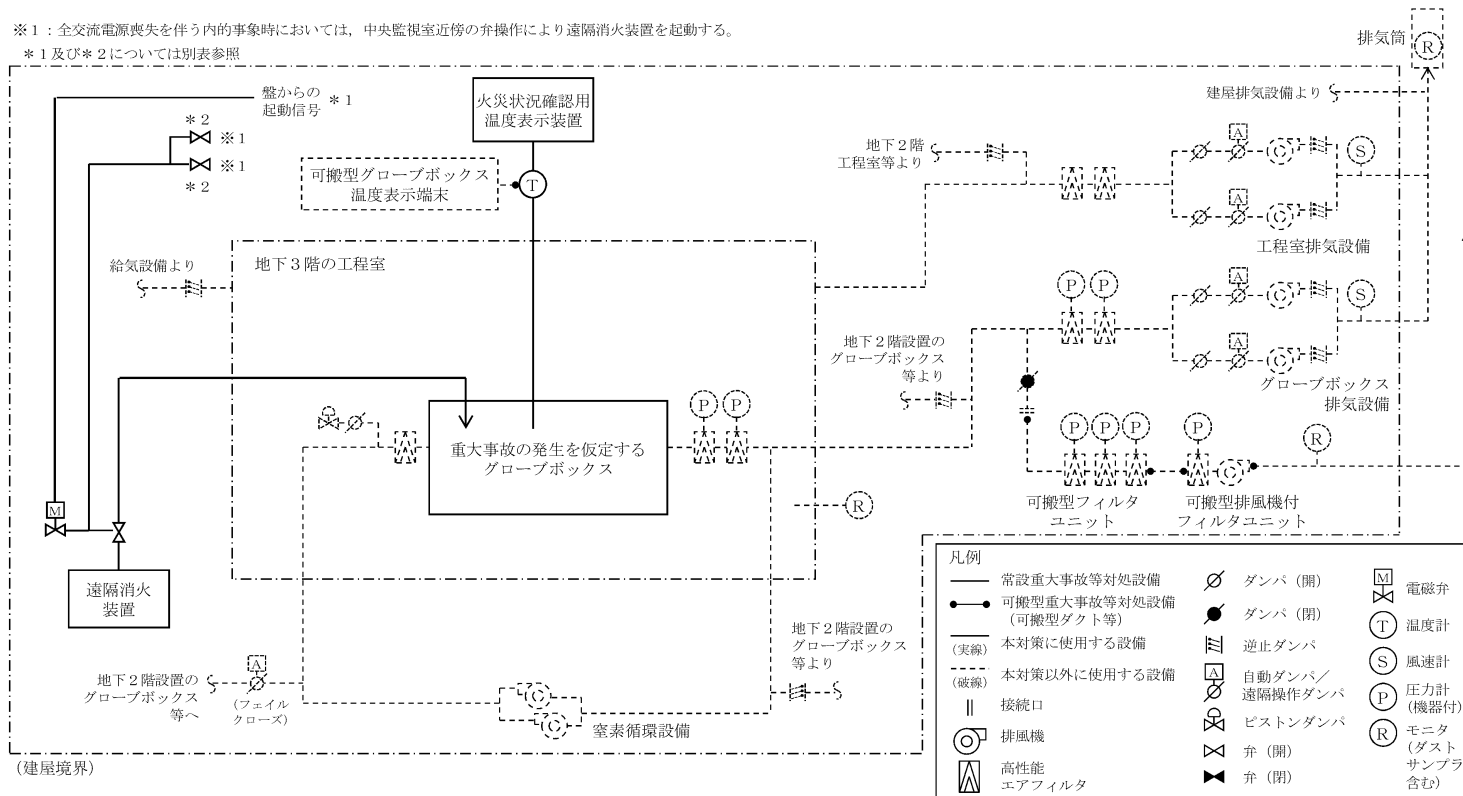 ※1：全交流電源喪失を伴う内的事象時においては，中央監視室近傍の弁操作により遠隔消火装置を起動する。
＊1及び＊2については別表参照
盤からの
起動信号
＊1
＊2
※1
※1
＊2
火災状況確認用
温度表示装置
可搬型グローブボックス
温度表示端末
T
給気設備より
地下3階の工程室
重大事故の発生を仮定する
グローブボックス
P
P
R
M
遠隔消火
装置
地下2階設置の
グローブボックス
等へ
A
(フェイル
クローズ)
窒素循環設備
地下2階設置の
グローブボックス
等より
(建屋境界)
排気筒
R
建屋排気設備より
地下2階
工程室等より
A
A
S
工程室排気設備
P
P
A
A
S
グローブボックス
排気設備
地下2階設置の
グローブボックス
等より
P
P
P
P
R
可搬型フィルタ
ユニット
可搬型排風機付
フィルタユニット
凡例
常設重大事故等対処設備
可搬型重大事故等対処設備
(可搬型ダクト等)
(実線)
本対策に使用する設備
(破線)
本対策以外に使用する設備
接続口
排風機
高性能
エアフィルタ
ダンパ (開)
ダンパ (閉)
逆止ダンパ
A
自動ダンパ／
遠隔操作ダンパ
ピストンダンパ
弁 (開)
弁 (閉)
M
電磁弁
T
温度計
S
風速計
P
圧力計
(機器付)
R
モニタ
(ダスト
サンプラ
含む)